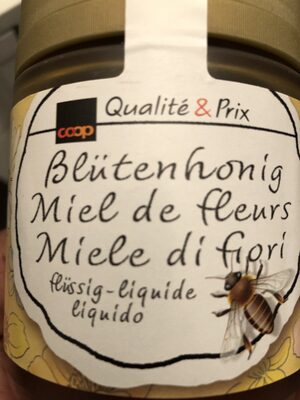 Qualité & Prix
coop
Blütenhonig
Miel de fleurs
Miele di fiori
flüssig-liquide
liquido